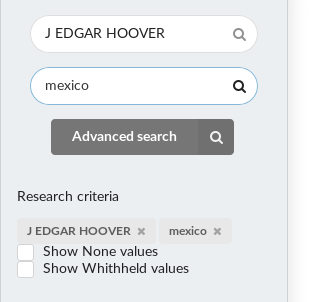 J EDGAR HOOVER
mexico
Advanced search
Research criteria
J EDGAR HOOVER ✖ mexico ✖
Show None values
Show Whithheld values